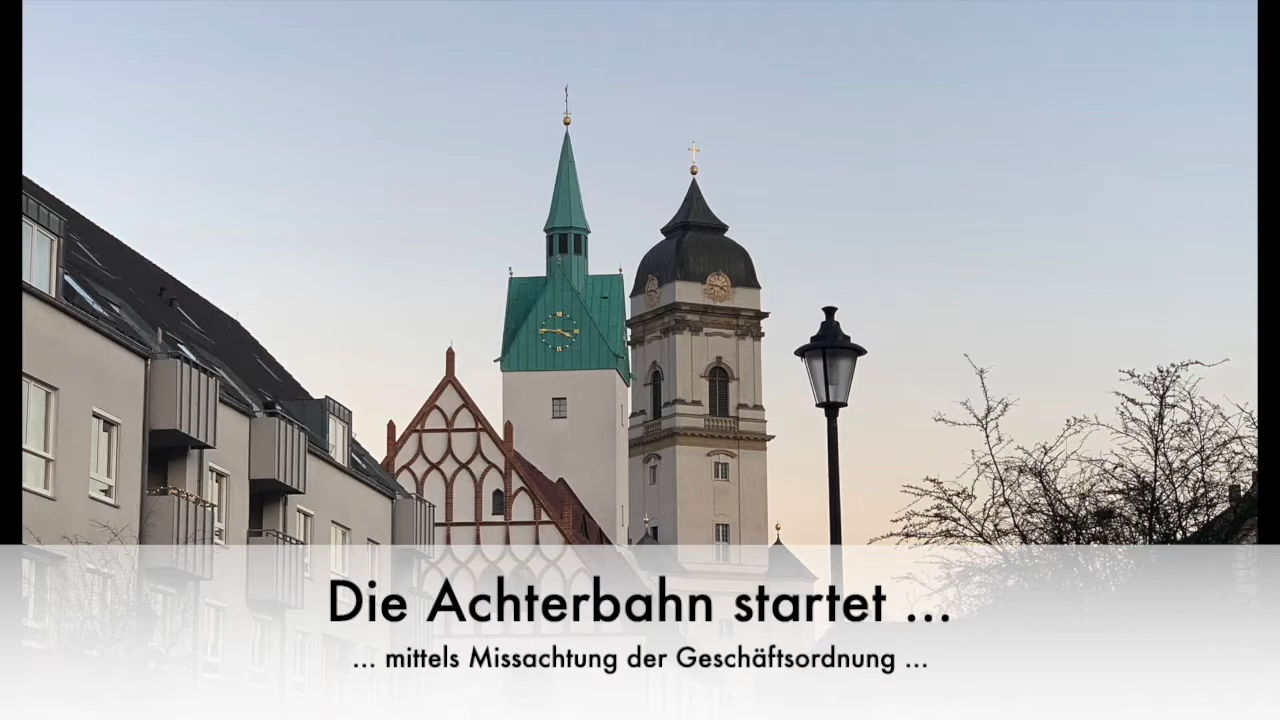 Die Achterbahn startet ...
... mittels Missachtung der Geschäftsordnung ...